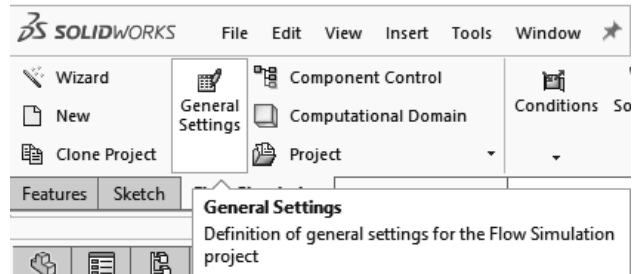 SOLIDWORKS File Edit View Insert Tools Window
Wizard
New
Clone Project
General
Settings
Component Control
Computational Domain
Project
Conditions
Features Sketch
General Settings
Definition of general settings for the Flow Simulation
project